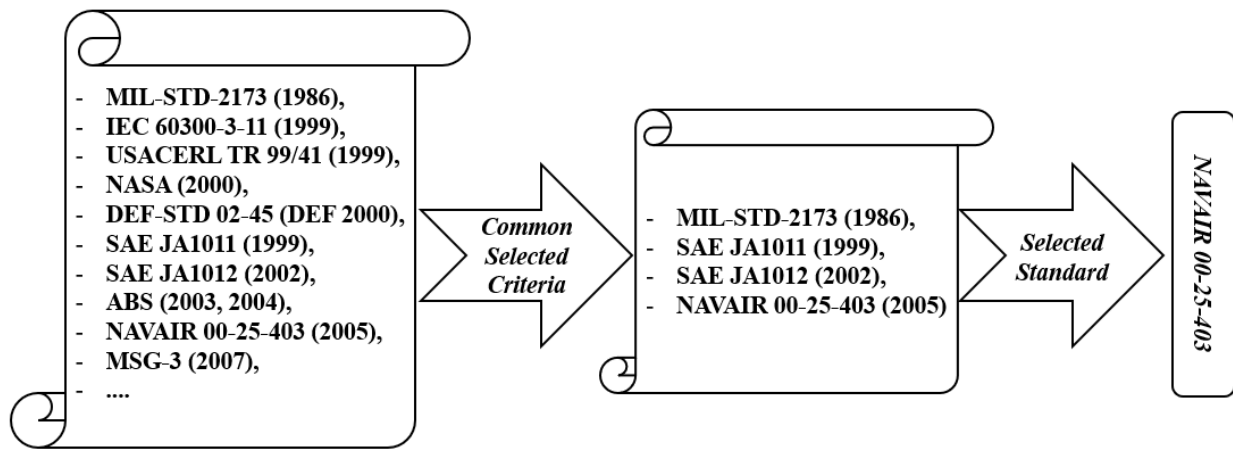 - MIL-STD-2173 (1986),
- IEC 60300-3-11 (1999),
- USACERL TR 99/41 (1999),
- NASA (2000),
- DEF-STD 02-45 (DEF 2000),
- SAE JA1011 (1999),
- SAE JA1012 (2002),
- ABS (2003, 2004),
- NAVAIR 00-25-403 (2005),
- MSG-3 (2007),
- ....
Common
Selected
Criteria
- MIL-STD-2173 (1986),
- SAE JA1011 (1999),
- SAE JA1012 (2002),
- NAVAIR 00-25-403 (2005)
Selected
Standard
NAVAIR 00-25-403